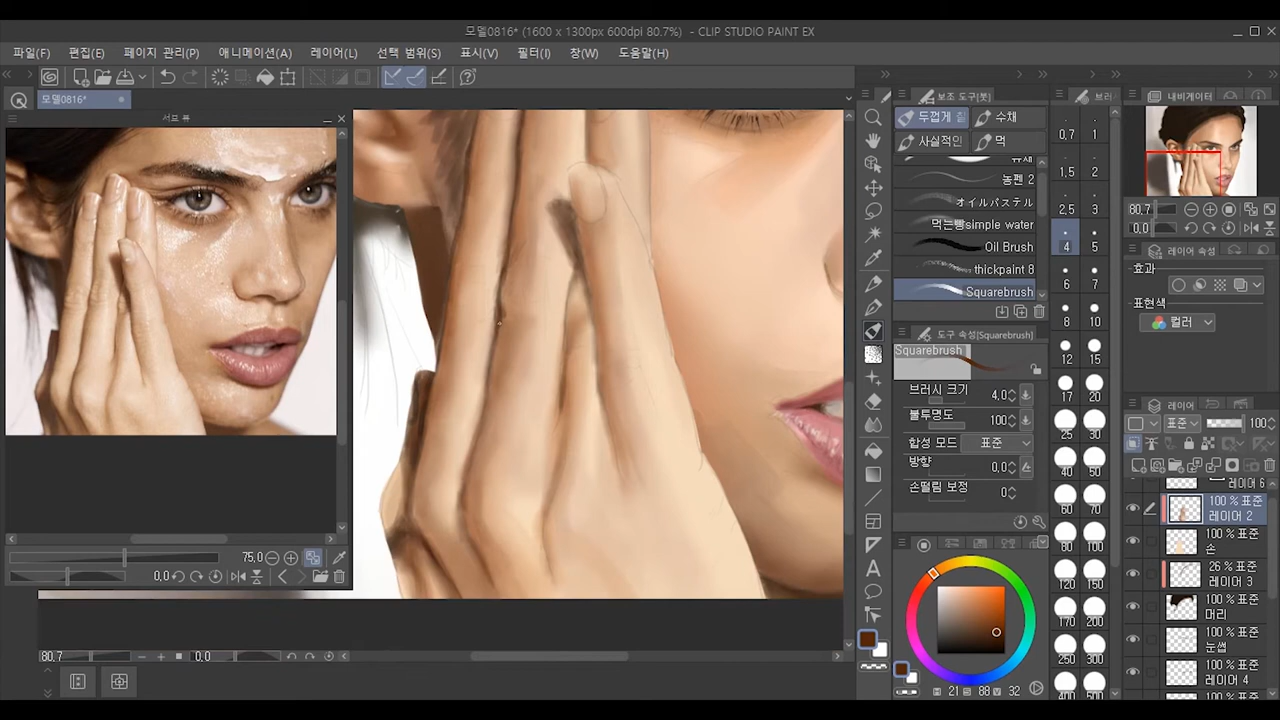 모델0816* (1600 x 1300px 600dpi 80.7%) - CLIP STUDIO PAINT EX
파일(F) 편집(E) 페이지 관리(P) 애니메이션(A) 레이어(L) 선택 범위(S) 표시(V) 필터(I) 창(W) 도움말(H)
모델0816*
서브 뷰
75.0
0.0
80.7
0.0
보조 도구[붓]
두껍게 칠
수채
사실적인
먹
농펜 2
オイルパステル
먹는빵simple water
Oil Brush
thickpaint 8
Squarebrush
도구 속성[Squarebrush]
Squarebrush
브러시 크기 4.0
불투명도 100
합성 모드 표준
방향 0.0
손떨림 보정 0
H 21 S 88 V 32
브러
0.7 1
1.5 2
2.5 3
4 5
6 7
8 10
12 15
17 20
25 30
40 50
60 70
80 100
120 150
170 200
250 300
400 500
내비게이터
80.7
0.0
레이어 속성
효과
표현색
컬러
레이어
표준 100
레이어 6
100 % 표준
레이어 2
100 % 표준
손
26 % 표준
레이어 3
100 % 표준
머리
100 % 표준
눈썹
100 % 표준
레이어 4
100 % 표준